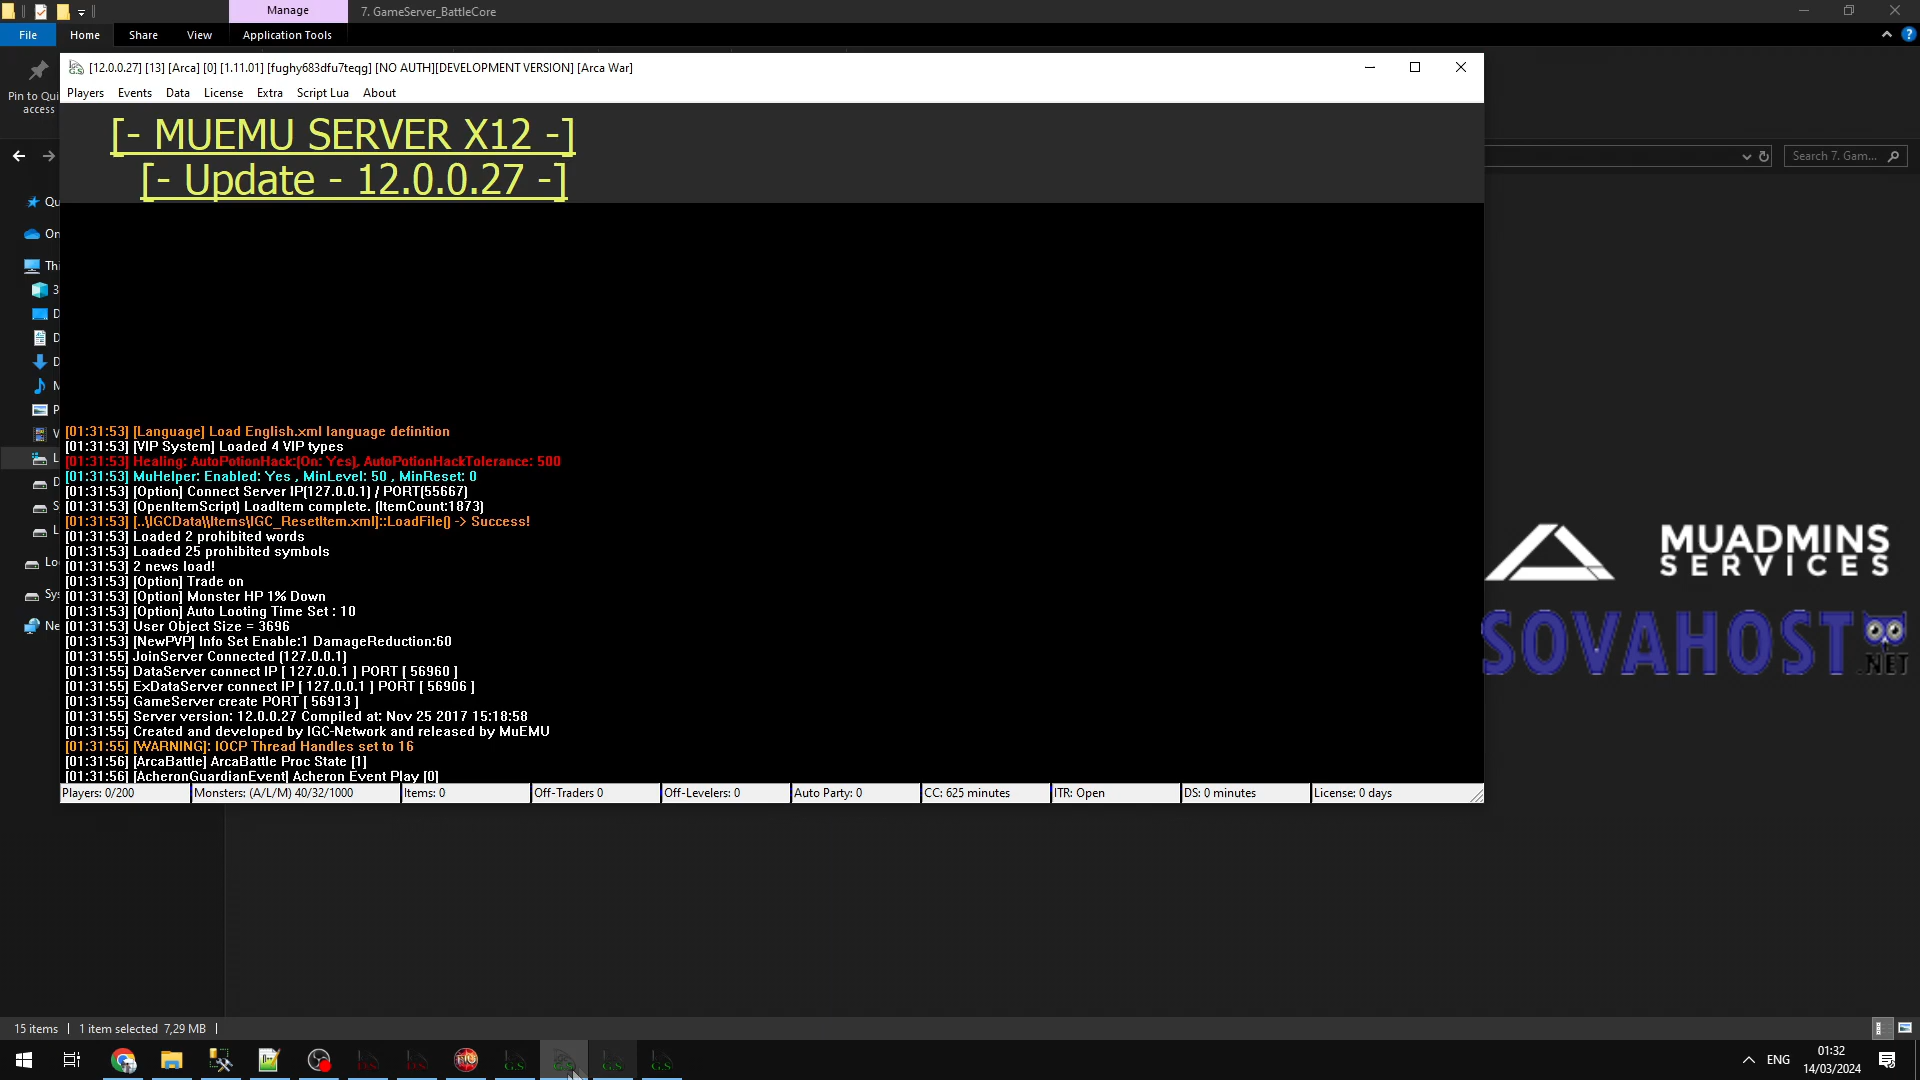 Manage
7. GameServer_BattleCore
File
Home
Share
View
Application Tools
Pin to Qui
access
[12.0.0.27] [13] [Arca] [0] [1.11.01] [fughy683dfu7teqg] [NO AUTH][DEVELOPMENT VERSION] [Arca War]
Players
Events
Data
License
Extra
Script Lua
About
[- MUEMU SERVER X12 -]
[- Update - 12.0.0.27 -]
Search 7. Gam...
Qu
On
Thi
3
D
D
D
M
P
V
L
D
S
L
Lo
Sys
Ne
[01:31:53] [Language] Load English.xml language definition
[01:31:53] [VIP System] Loaded 4 VIP types
[01:31:53] Healing: AutoPotionHack:(On: Yes), AutoPotionHackTolerance: 500
[01:31:53] MuHelper: Enabled: Yes , MinLevel: 50 , MinReset: 0
[01:31:53] [Option] Connect Server IP(127.0.0.1) / PORT(55667)
[01:31:53] [OpenItemScript] LoadItem complete. (ItemCount:1873)
[01:31:53] [..\IGCData\\Items\IGC_ResetItem.xml]::LoadFile() -> Success!
[01:31:53] Loaded 2 prohibited words
[01:31:53] Loaded 25 prohibited symbols
[01:31:53] 2 news load!
[01:31:53] [Option] Trade on
[01:31:53] [Option] Monster HP 1% Down
[01:31:53] [Option] Auto Looting Time Set : 10
[01:31:53] User Object Size = 3696
[01:31:53] [NewPVP] Info Set Enable:1 DamageReduction:60
[01:31:55] JoinServer Connected (127.0.0.1)
[01:31:55] DataServer connect IP [ 127.0.0.1 ] PORT [ 56960 ]
[01:31:55] ExDataServer connect IP [ 127.0.0.1 ] PORT [ 56906 ]
[01:31:55] GameServer create PORT [ 56913 ]
[01:31:55] Server version: 12.0.0.27 Compiled at: Nov 25 2017 15:18:58
[01:31:55] Created and developed by IGC-Network and released by MuEMU
[01:31:55] [WARNING]: IOCP Thread Handles set to 16
[01:31:56] [ArcaBattle] ArcaBattle Proc State [1]
[01:31:56] [AcheronGuardianEvent] Acheron Event Play [0]
Players: 0/200
Monsters: (A/L/M) 40/32/1000
Items: 0
Off-Traders 0
Off-Levelers: 0
Auto Party: 0
CC: 625 minutes
ITR: Open
DS: 0 minutes
License: 0 days
MUADMINS
SERVICES
SOVAHOST
.NET
15 items
1 item selected 7,29 MB
ENG
01:32
14/03/2024